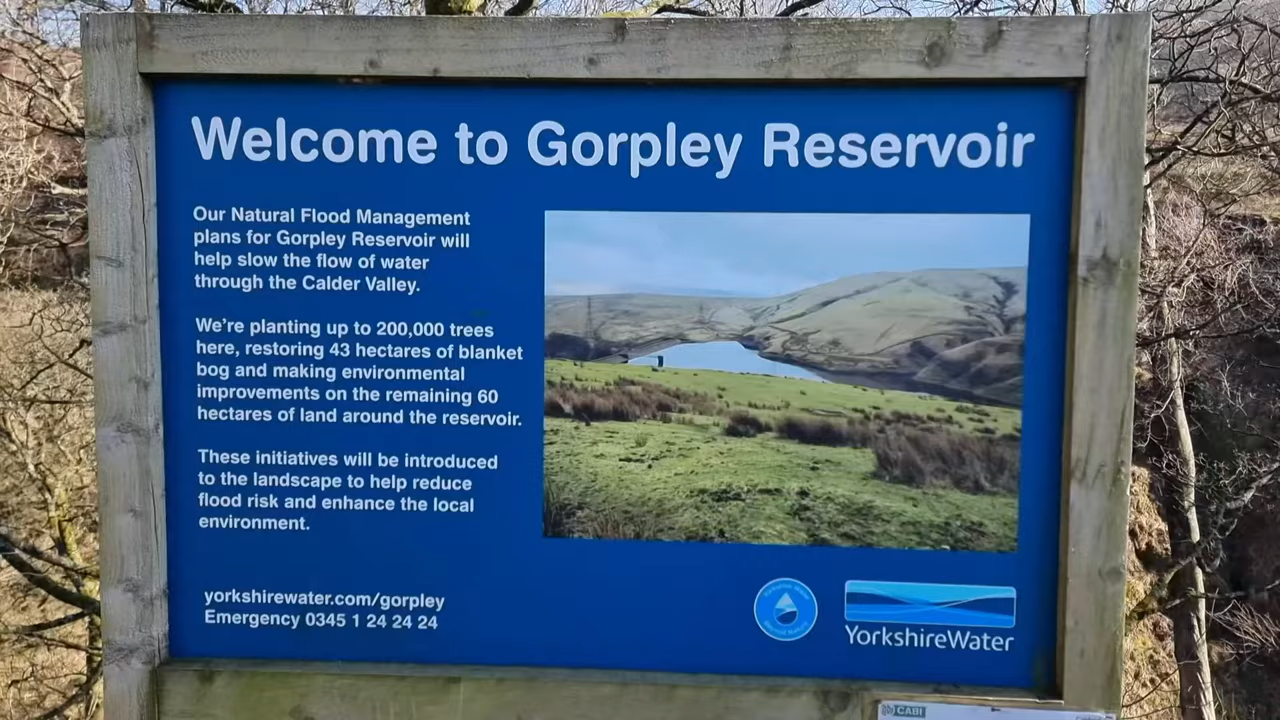 Welcome to Gorpley Reservoir
Our Natural Flood Management
plans for Gorpley Reservoir will
help slow the flow of water
through the Calder Valley.
We're planting up to 200,000 trees
here, restoring 43 hectares of blanket
bog and making environmental
improvements on the remaining 60
hectares of land around the reservoir.
These initiatives will be introduced
to the landscape to help reduce
flood risk and enhance the local
environment.
yorkshirewater.com/gorpley
Emergency 0345 1 24 24 24
YorkshireWater
CABI